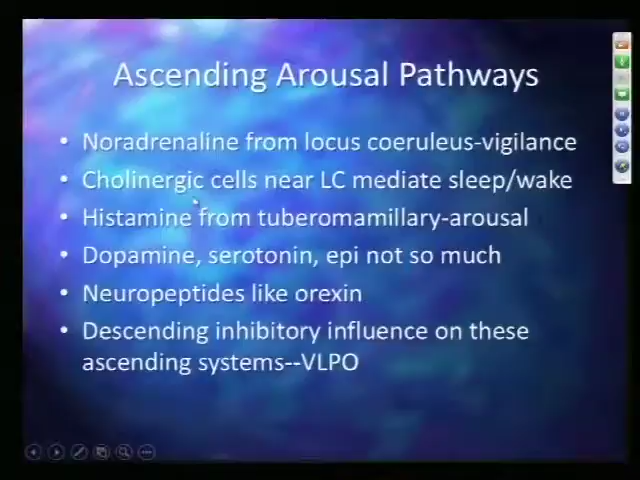 Ascending Arousal Pathways
• Noradrenaline from locus coeruleus-vigilance
• Cholinergic cells near LC mediate sleep/wake
• Histamine from tuberomamillary-arousal
• Dopamine, serotonin, epi not so much
• Neuropeptides like orexin
• Descending inhibitory influence on these
ascending systems--VLPO